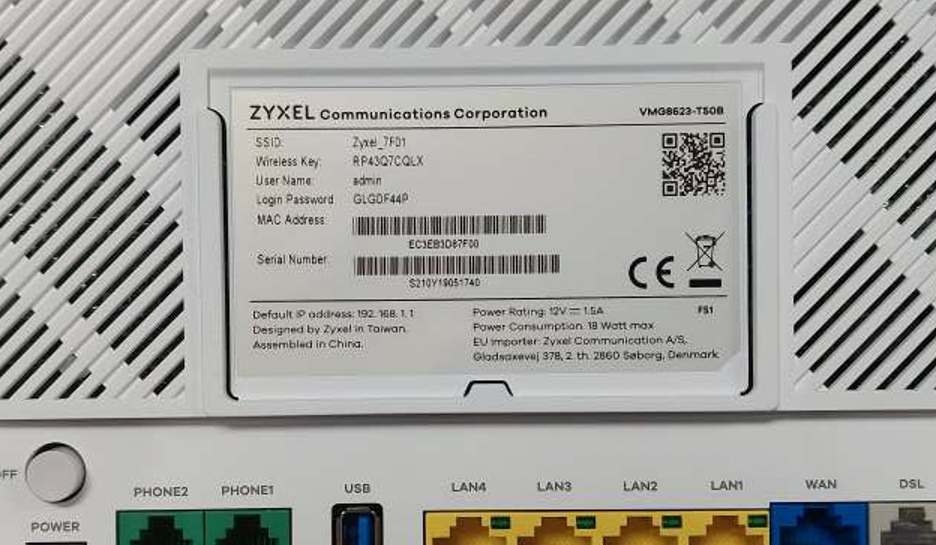 ZYXEL Communications Corporation VMG8623-T50B
SSID: Zyxel_7F01
Wireless Key: RP43Q7CQLX
User Name: admin
Login Password GLGDF44P
MAC Address
EC3EB3D87F00
Serial Number
S210Y19051740
CE
FS1
Default IP address: 192.168.1.1
Designed by Zyxel in Taiwan.
Assembled in China.
Power Rating: 12V ⎓ 1.5A
Power Consumption. 18 Watt max
EU Importer: Zyxel Communication A/S,
Gladsaxevej 378, 2. th. 2860 Søborg, Denmark
OFF
POWER
PHONE2 PHONE1 USB LAN4 LAN3 LAN2 LAN1 WAN DSL